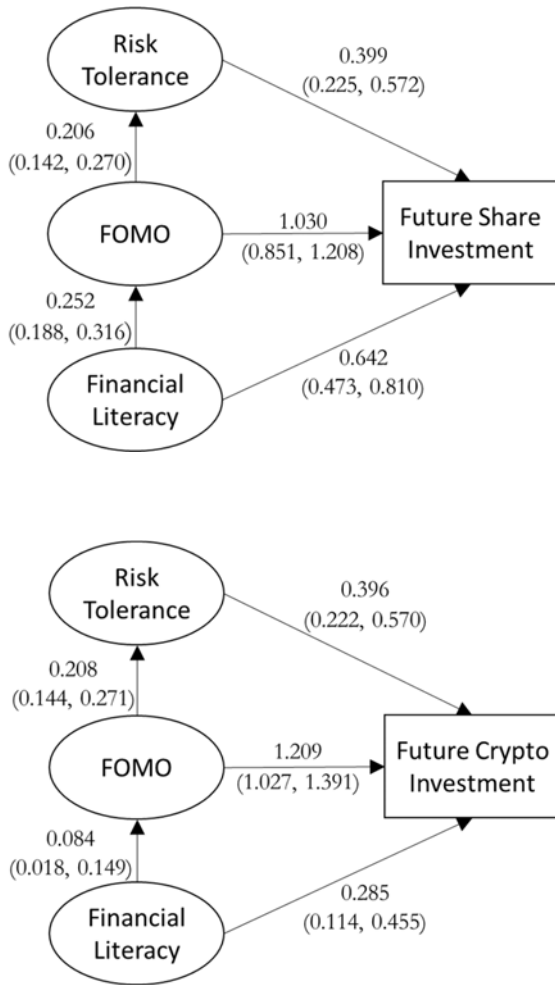 Risk
Tolerance
0.399
(0.225, 0.572)
0.206
(0.142, 0.270)
FOMO
1.030
(0.851, 1.208)
Future Share
Investment
0.252
(0.188, 0.316)
0.642
(0.473, 0.810)
Financial
Literacy
Risk
Tolerance
0.396
(0.222, 0.570)
0.208
(0.144, 0.271)
FOMO
1.209
(1.027, 1.391)
Future Crypto
Investment
0.084
(0.018, 0.149)
0.285
(0.114, 0.455)
Financial
Literacy